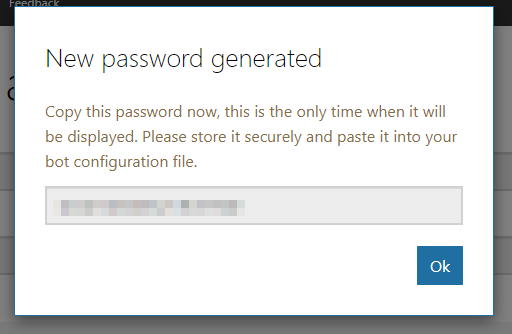 Feedback
New password generated
Copy this password now, this is the only time when it will
be displayed. Please store it securely and paste it into your
bot configuration file.
Ok